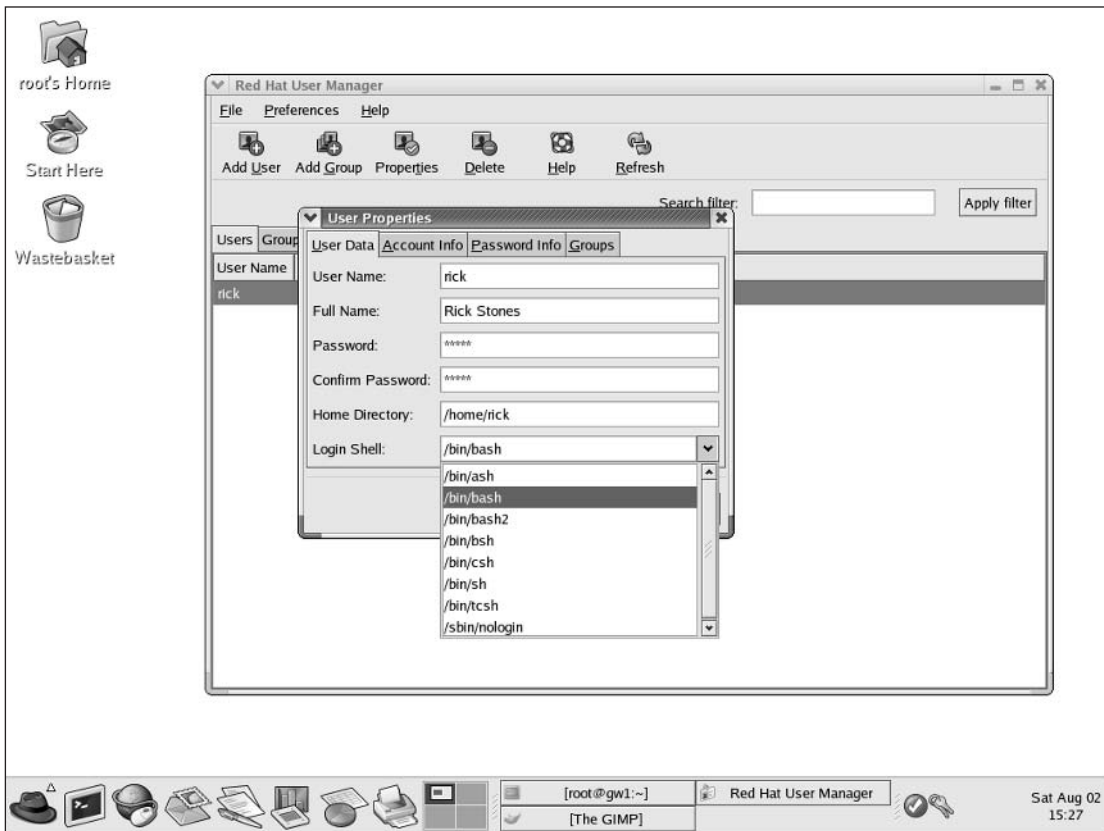 root's Home
Start Here
Wastebasket
Red Hat User Manager
File Preferences Help
Add User Add Group Properties Delete Help Refresh
Search filter: Apply filter
Users Group
User Name
rick
User Properties
User Data Account Info Password Info Groups
User Name: rick
Full Name: Rick Stones
Password: *****
Confirm Password: *****
Home Directory: /home/rick
Login Shell: /bin/bash
/bin/ash
/bin/bash
/bin/bash2
/bin/bsh
/bin/csh
/bin/sh
/bin/tcsh
/sbin/nologin
[root@gw1:~] Red Hat User Manager
[The GIMP]
Sat Aug 02
15:27